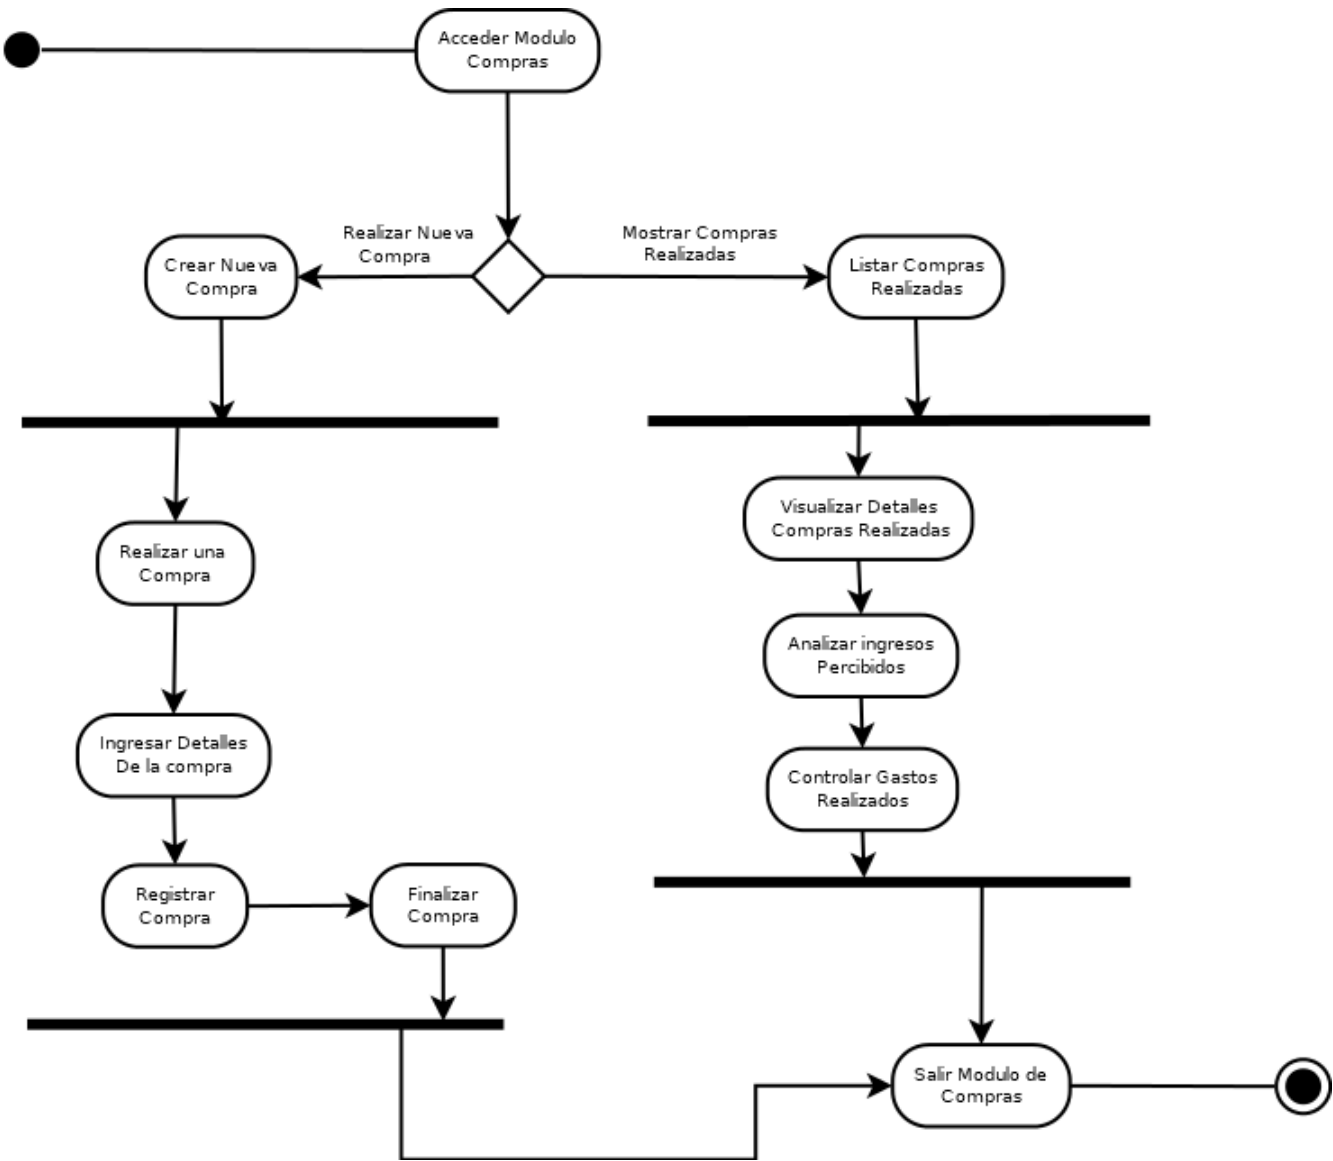 Acceder Modulo
Compras
Realizar Nueva
Compra
Mostrar Compras
Realizadas
Crear Nueva
Compra
Listar Compras
Realizadas
Visualizar Detalles
Compras Realizadas
Realizar una
Compra
Analizar ingresos
Percibidos
Ingresar Detalles
De la compra
Controlar Gastos
Realizados
Registrar
Compra
Finalizar
Compra
Salir Modulo de
Compras